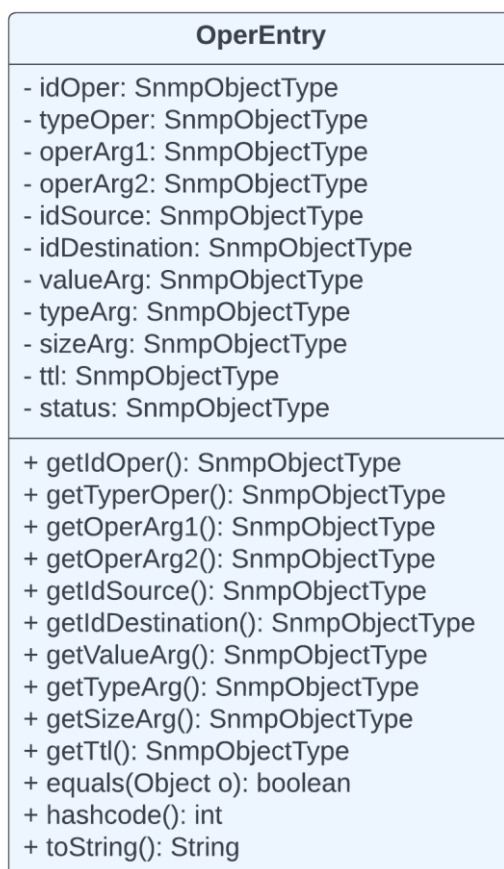 OperEntry
- idOper: SnmpObjectType
- typeOper: SnmpObjectType
- operArg1: SnmpObjectType
- operArg2: SnmpObjectType
- idSource: SnmpObjectType
- idDestination: SnmpObjectType
- valueArg: SnmpObjectType
- typeArg: SnmpObjectType
- sizeArg: SnmpObjectType
- ttl: SnmpObjectType
- status: SnmpObjectType
+ getIdOper(): SnmpObjectType
+ getTyperOper(): SnmpObjectType
+ getOperArg1(): SnmpObjectType
+ getOperArg2(): SnmpObjectType
+ getIdSource(): SnmpObjectType
+ getIdDestination(): SnmpObjectType
+ getValueArg(): SnmpObjectType
+ getTypeArg(): SnmpObjectType
+ getSizeArg(): SnmpObjectType
+ getTtl(): SnmpObjectType
+ equals(Object o): boolean
+ hashcode(): int
+ toString(): String